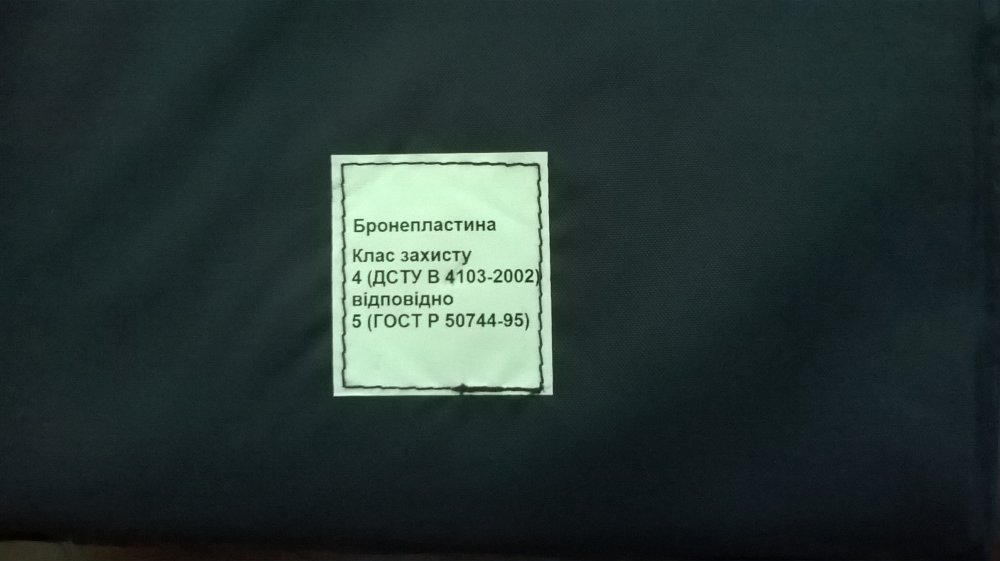 Бронепластина
Клас захисту
4 (ДСТУ В 4103-2002)
відповідно
5 (ГОСТ Р 50744-95)